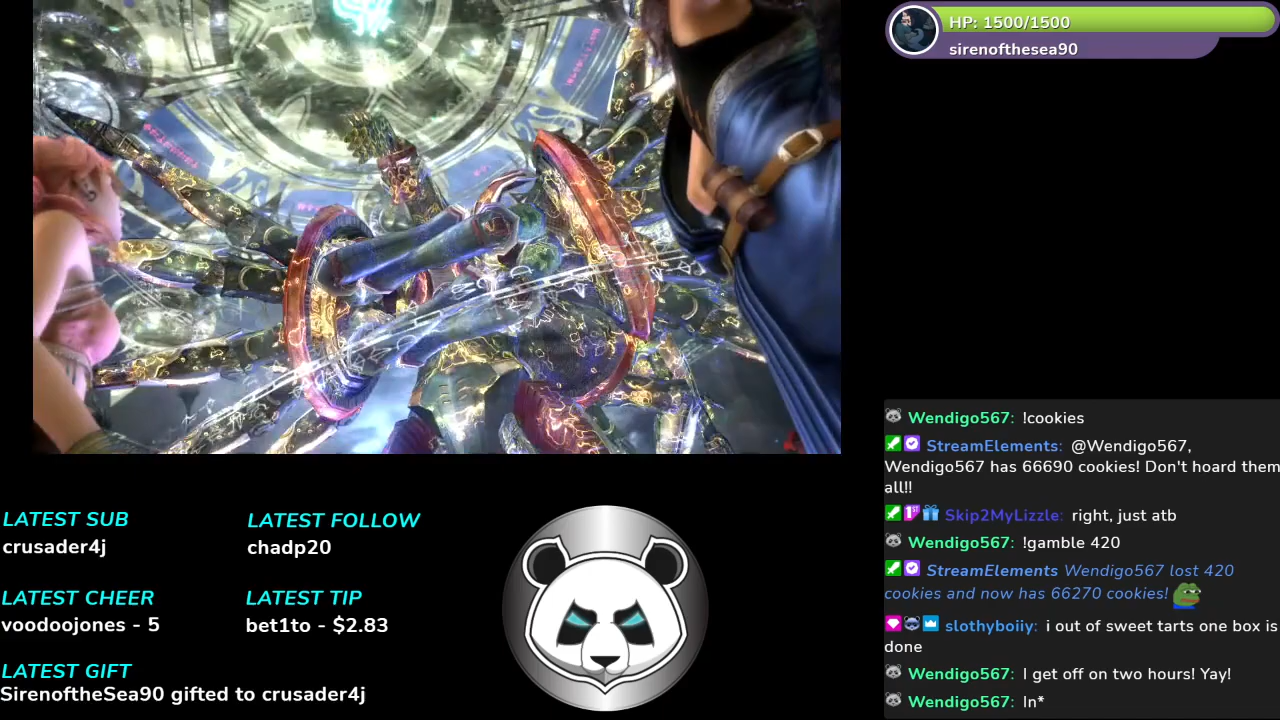 HP: 1500/1500
sirenofthesea90
Wendigo567: !cookies
StreamElements: @Wendigo567,
Wendigo567 has 66690 cookies! Don't hoard them
all!!
Skip2MyLizzle: right, just atb
Wendigo567: !gamble 420
StreamElements Wendigo567 lost 420
cookies and now has 66270 cookies!
slothyboiiy: i out of sweet tarts one box is
done
Wendigo567: I get off on two hours! Yay!
Wendigo567: In*
LATEST SUB
crusader4j
LATEST FOLLOW
chadp20
LATEST CHEER
voodoojones - 5
LATEST TIP
bet1to - $2.83
LATEST GIFT
SirenoftheSea90 gifted to crusader4j